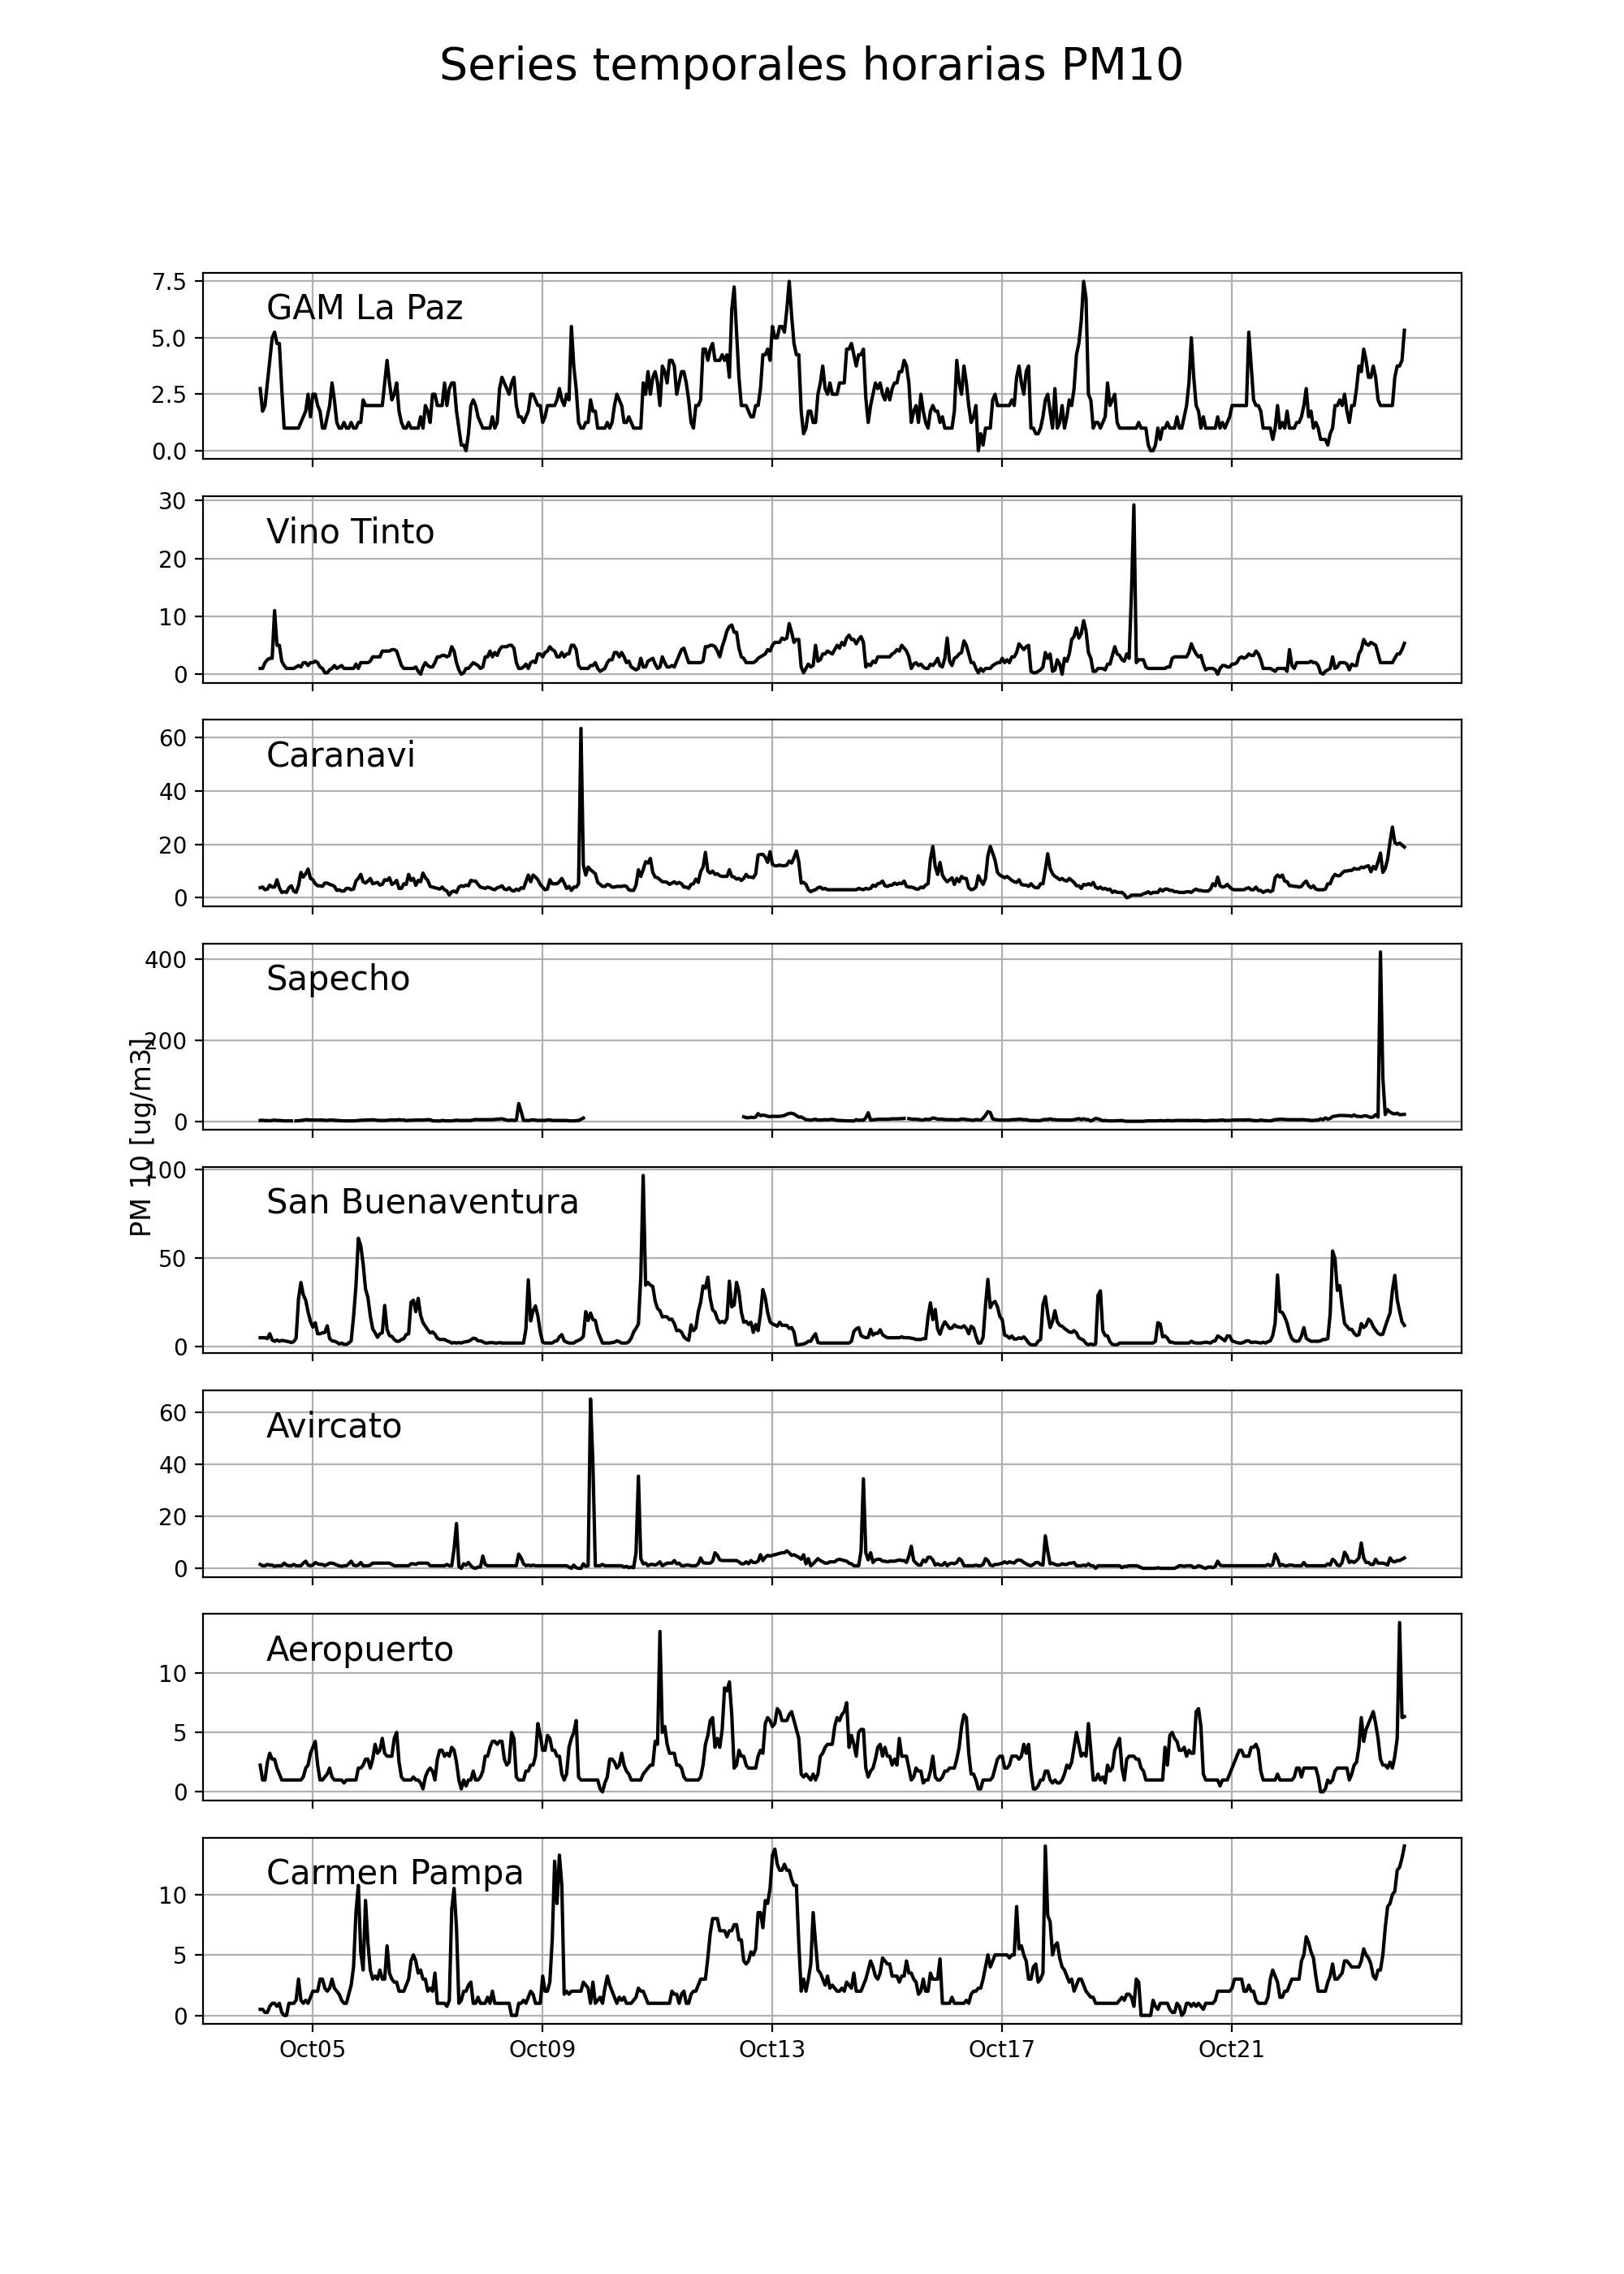 Series temporales horarias PM10
7.5
GAM La Paz
5.0
2.5
0.0
30
Vino Tinto
20
10
0
60
Caranavi
40
20
0
400
Sapecho
200
0
PM 10 [ug/m3]
100
San Buenaventura
50
0
60
Avircato
40
20
0
Aeropuerto
10
5
0
Carmen Pampa
10
5
0
Oct05 Oct09 Oct13 Oct17 Oct21